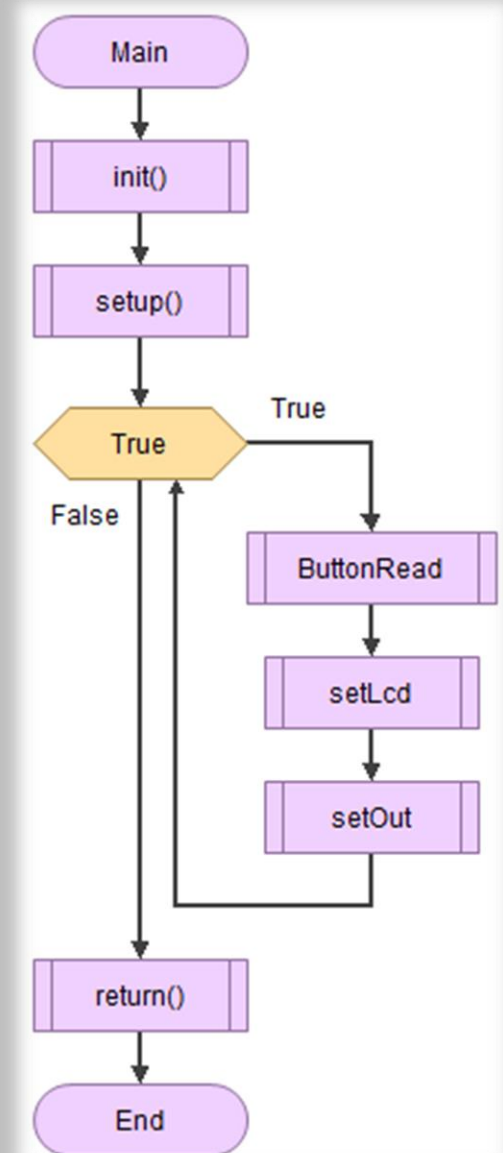 Main
init()
setup()
True
True
False
ButtonRead
setLcd
setOut
return()
End